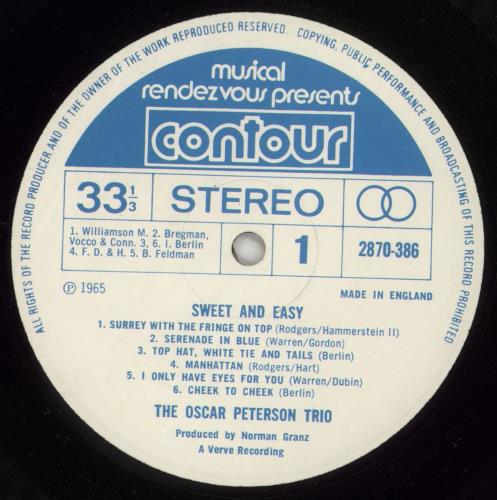 ALL RIGHTS OF THE RECORD PRODUCER AND OF THE OWNER OF THE WORK REPRODUCED RESERVED. COPYING, PUBLIC PERFORMANCE AND BROADCASTING OF THIS RECORD PROHIBITED
musical
rendezvous presents
contour
33 1/3
STEREO
1. Williamson M. 2. Bregman,
Vocco & Conn. 3, 6. I. Berlin
4. F. D. & H. 5. B. Feldman
1
2870-386
Ⓟ 1965
MADE IN ENGLAND
SWEET AND EASY
1. SURREY WITH THE FRINGE ON TOP (Rodgers/Hammerstein II)
2. SERENADE IN BLUE (Warren/Gordon)
3. TOP HAT, WHITE TIE AND TAILS (Berlin)
4. MANHATTAN (Rodgers/Hart)
5. I ONLY HAVE EYES FOR YOU (Warren/Dubin)
6. CHEEK TO CHEEK (Berlin)
THE OSCAR PETERSON TRIO
Produced by Norman Granz
A Verve Recording